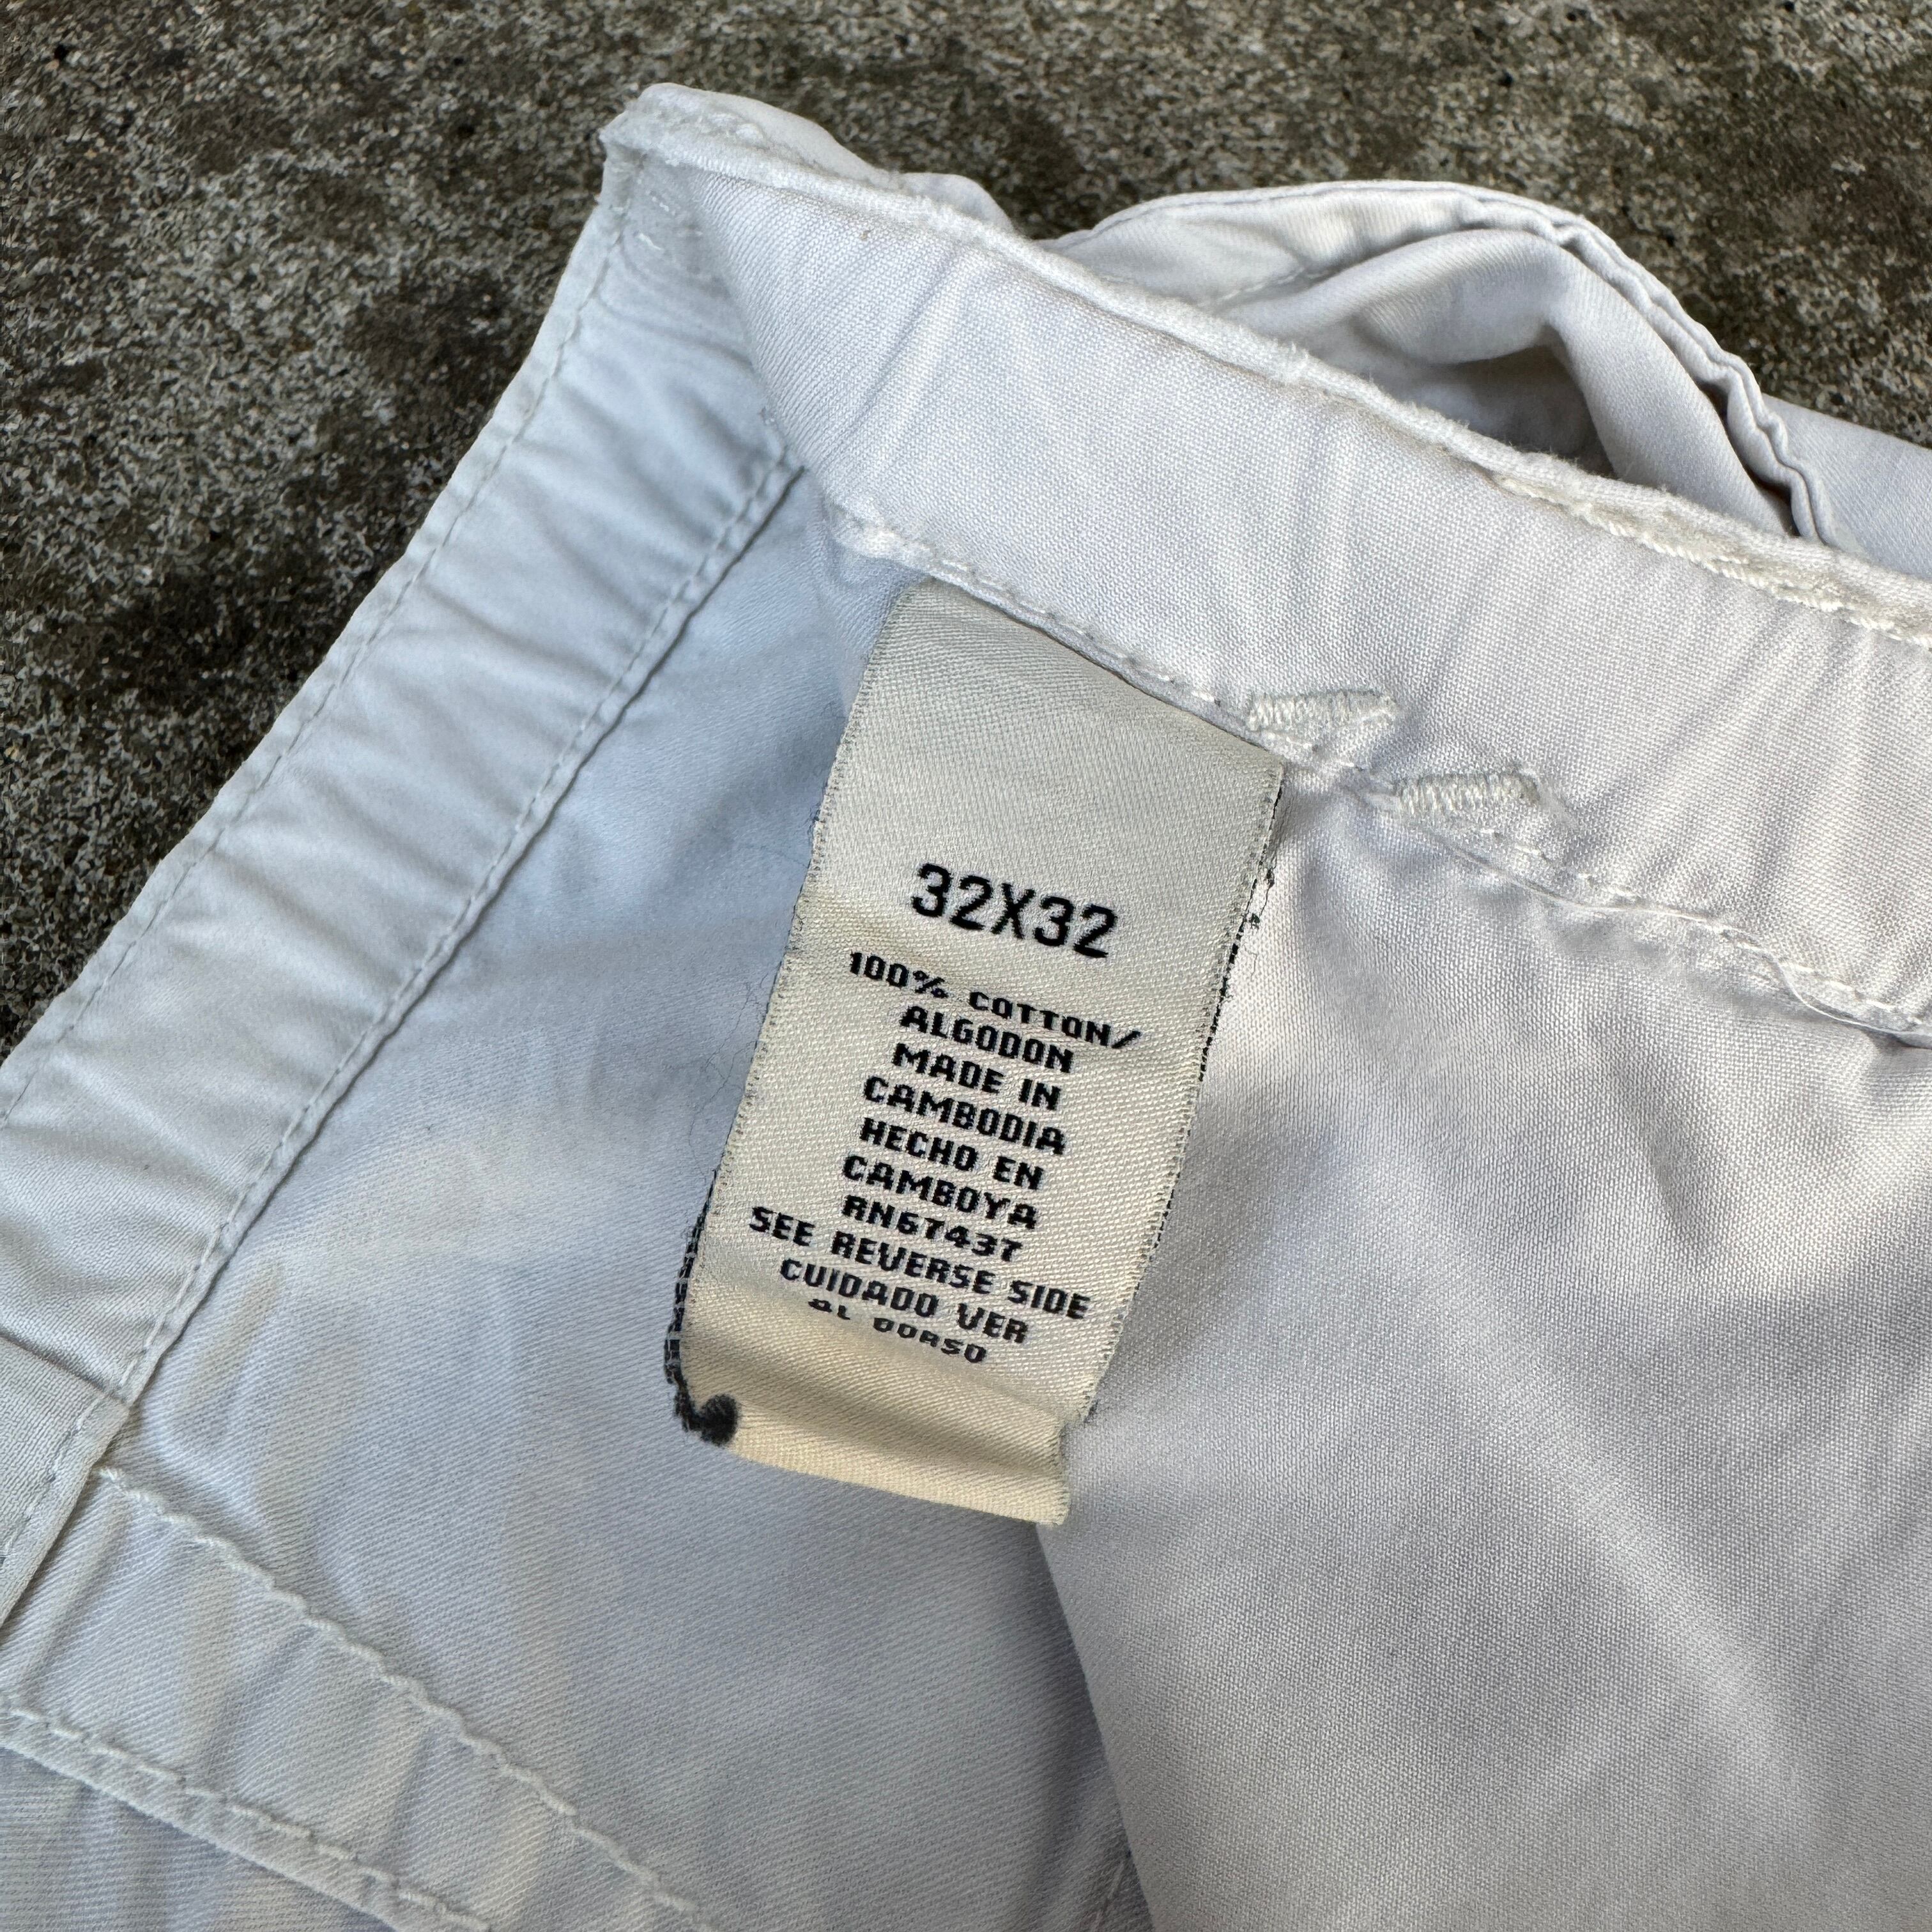 32X32
100% COTTON/
ALGODON
MADE IN
CAMBODIA
HECHO EN
CAMBOYA
RN67437
SEE REVERSE SIDE
CUIDADO VER
AL DORSO